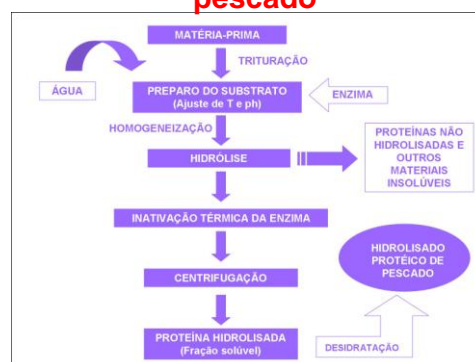 pescado
MATÉRIA-PRIMA
TRITURAÇÃO
ÁGUA
PREPARO DO SUBSTRATO
(Ajuste de T e ph)
ENZIMA
HOMOGENEIZAÇÃO
HIDRÓLISE
PROTEÍNAS NÃO
HIDROLISADAS E
OUTROS
MATERIAIS
INSOLÚVEIS
INATIVAÇÃO TÉRMICA DA ENZIMA
HIDROLISADO
PROTÉICO DE
PESCADO
CENTRIFUGAÇÃO
PROTEÍNA HIDROLISADA
(Fração solúvel)
DESIDRATAÇÃO